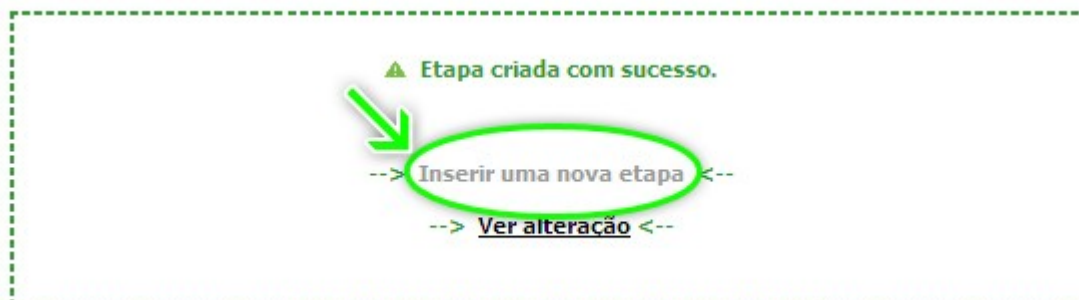 Etapa criada com sucesso.
--> Inserir uma nova etapa <--
--> Ver alteração <--